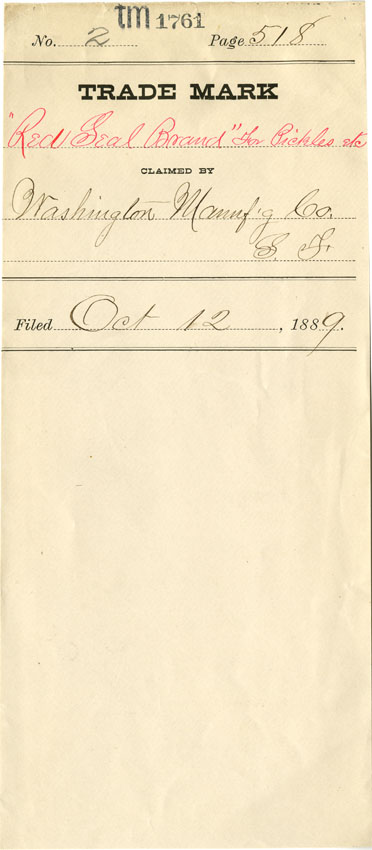 tm 1761
No. 2 Page 518
TRADE MARK
"Red Seal Brand" for Pickles etc
CLAIMED BY
Washington Manuf'g Co.
S. F.
Filed Oct 12, 1889.